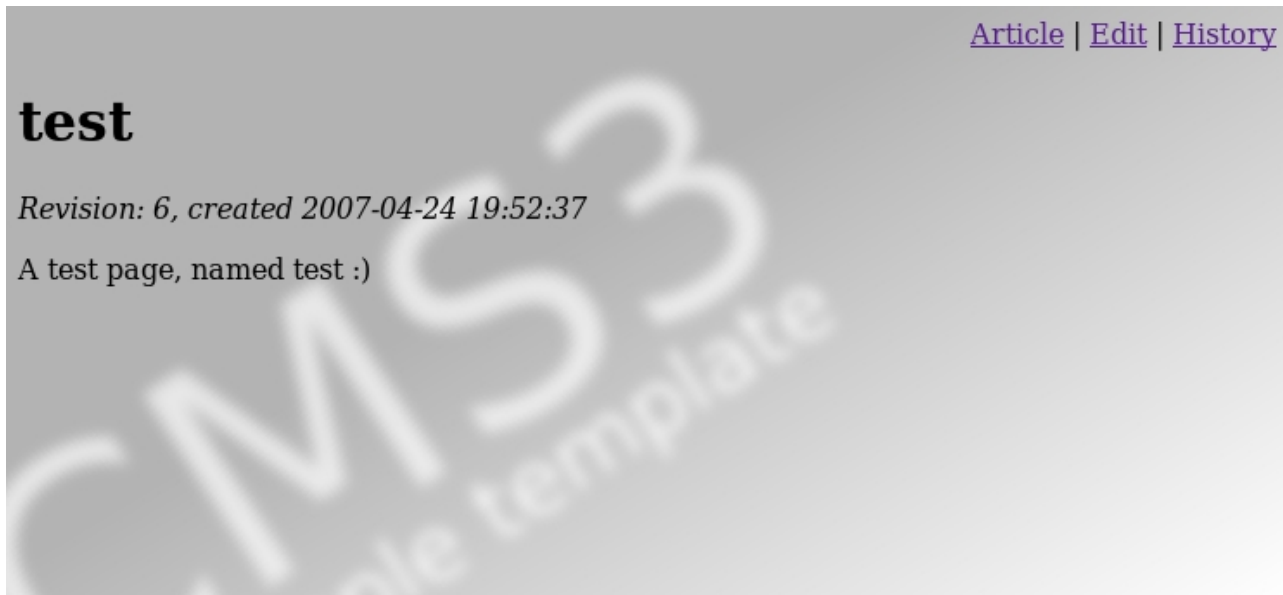 Article | Edit | History
test
Revision: 6, created 2007-04-24 19:52:37
A test page, named test :)
CMS3
template